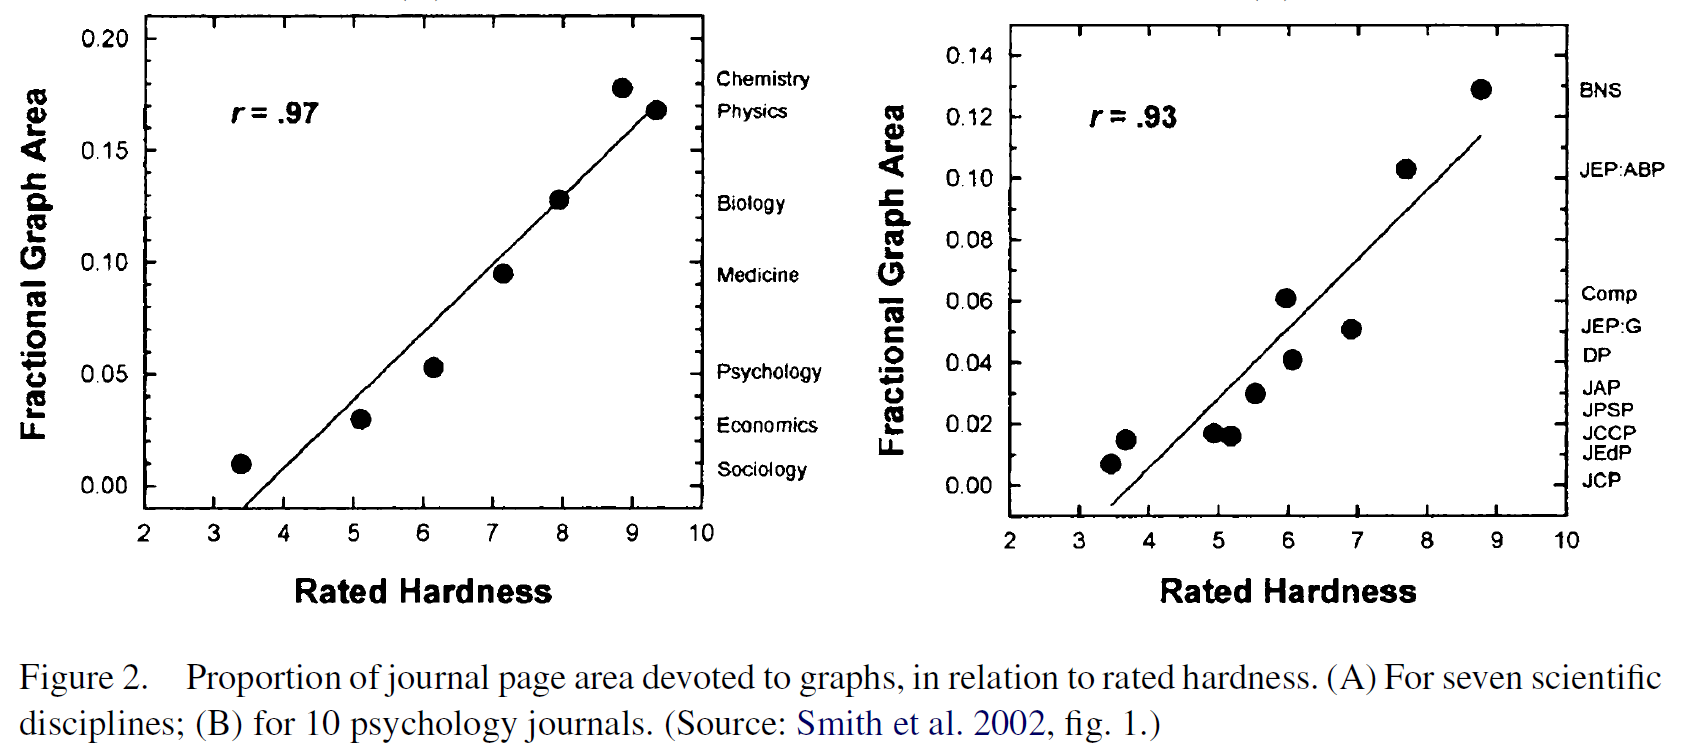 0.20
0.15
0.10
0.05
0.00
Fractional Graph Area
r = .97
Chemistry
Physics
Biology
Medicine
Psychology
Economics
Sociology
2 3 4 5 6 7 8 9 10
Rated Hardness
0.14
0.12
0.10
0.08
0.06
0.04
0.02
0.00
Fractional Graph Area
r = .93
BNS
JEP:ABP
Comp
JEP:G
DP
JAP
JPSP
JCCP
JEdP
JCP
2 3 4 5 6 7 8 9 10
Rated Hardness
Figure 2. Proportion of journal page area devoted to graphs, in relation to rated hardness. (A) For seven scientific
disciplines; (B) for 10 psychology journals. (Source: Smith et al. 2002, fig. 1.)